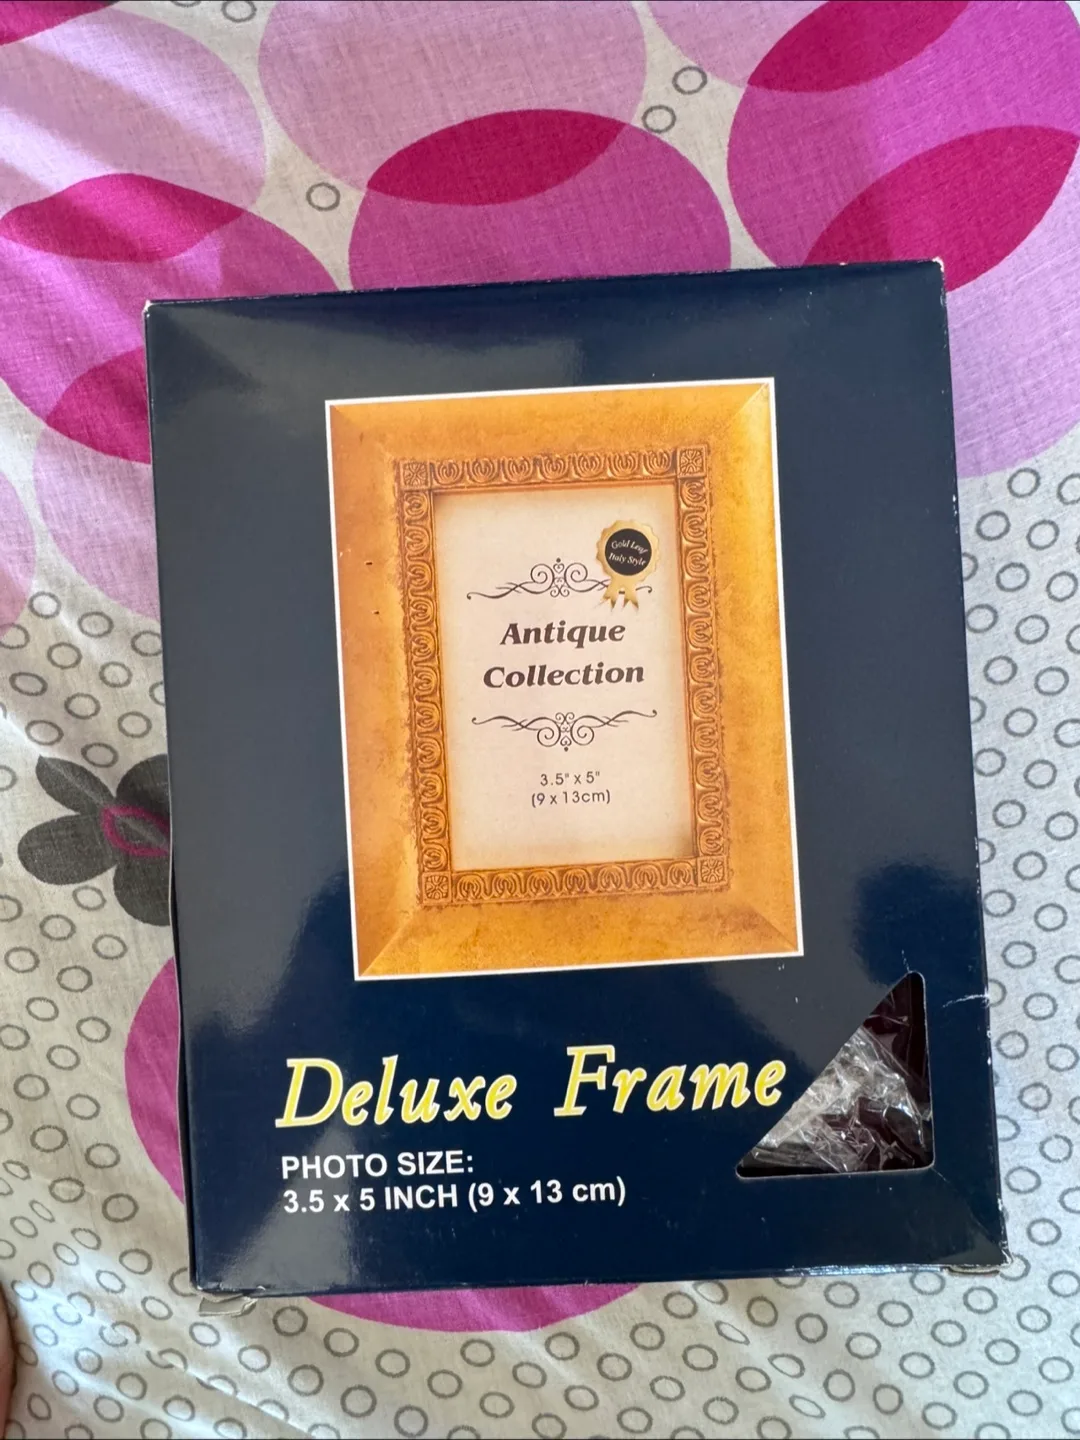 Gold Leaf
Italy Style
Antique
Collection
3.5" x 5"
(9 x 13cm)
Deluxe Frame
PHOTO SIZE:
3.5 x 5 INCH (9 x 13 cm)